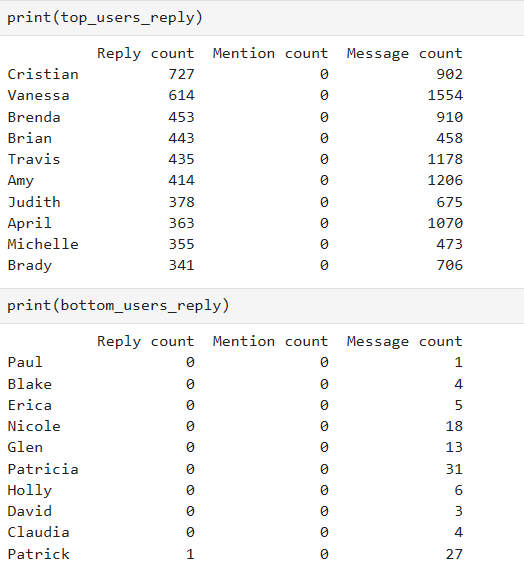 print(top_users_reply)
Reply count Mention count Message count
Cristian 727 0 902
Vanessa 614 0 1554
Brenda 453 0 910
Brian 443 0 458
Travis 435 0 1178
Amy 414 0 1206
Judith 378 0 675
April 363 0 1070
Michelle 355 0 473
Brady 341 0 706
print(bottom_users_reply)
Reply count Mention count Message count
Paul 0 0 1
Blake 0 0 4
Erica 0 0 5
Nicole 0 0 18
Glen 0 0 13
Patricia 0 0 31
Holly 0 0 6
David 0 0 3
Claudia 0 0 4
Patrick 1 0 27